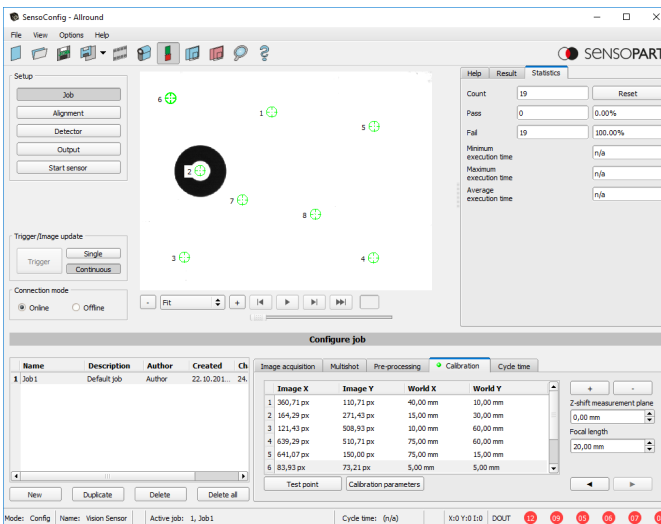 SensoConfig - Allround
File View Options Help
SENSOPART
Setup
Job
Alignment
Detector
Output
Start sensor
Trigger/Image update
Trigger
Single
Continuous
Connection mode
Online Offline
6
1
5
2
7
8
3
4
- Fit +
Help Result Statistics
Count 19 Reset
Pass 0 0.00%
Fail 19 100.00%
Minimum
execution time n/a
Maximum
execution time n/a
Average
execution time n/a
Configure job
Name Description Author Created Ch
1 Job1 Default job Author 22.10.201... 24.
New Duplicate Delete Delete all
Image acquisition Multishot Pre-processing Calibration Cycle time
Image X Image Y World X World Y
1 360,71 px 110,71 px 40,00 mm 10,00 mm
2 164,29 px 271,43 px 15,00 mm 30,00 mm
3 121,43 px 508,93 px 10,00 mm 60,00 mm
4 639,29 px 510,71 px 75,00 mm 60,00 mm
5 641,07 px 150,00 px 75,00 mm 15,00 mm
6 83,93 px 73,21 px 5,00 mm 5,00 mm
Test point Calibration parameters
+ -
Z-shift measurement plane
0,00 mm
Focal length
20,00 mm
Mode: Config Name: Vision Sensor Active job: 1, Job1 Cycle time: (n/a) X:0 Y:0 I:0 DOUT 12 09 05 06 07